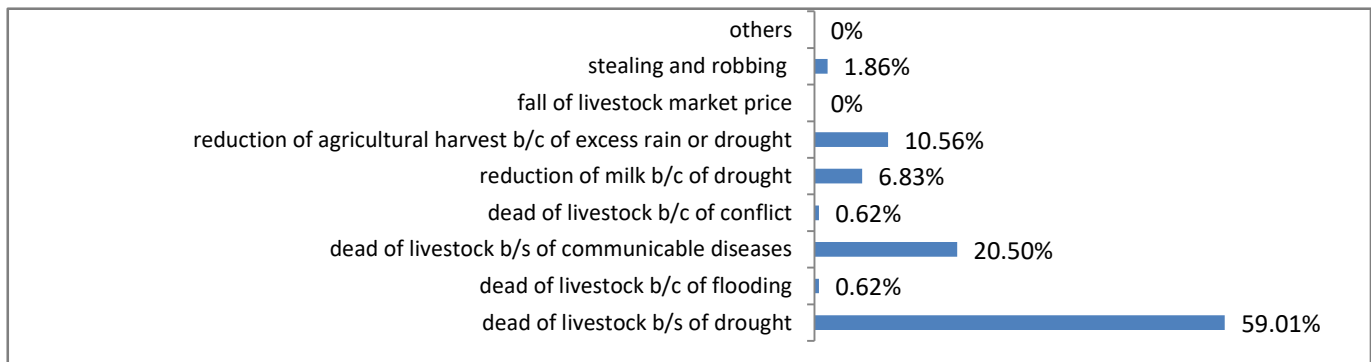 others 0%
stealing and robbing 1.86%
fall of livestock market price 0%
reduction of agricultural harvest b/c of excess rain or drought 10.56%
reduction of milk b/c of drought 6.83%
dead of livestock b/c of conflict 0.62%
dead of livestock b/s of communicable diseases 20.50%
dead of livestock b/c of flooding 0.62%
dead of livestock b/s of drought 59.01%